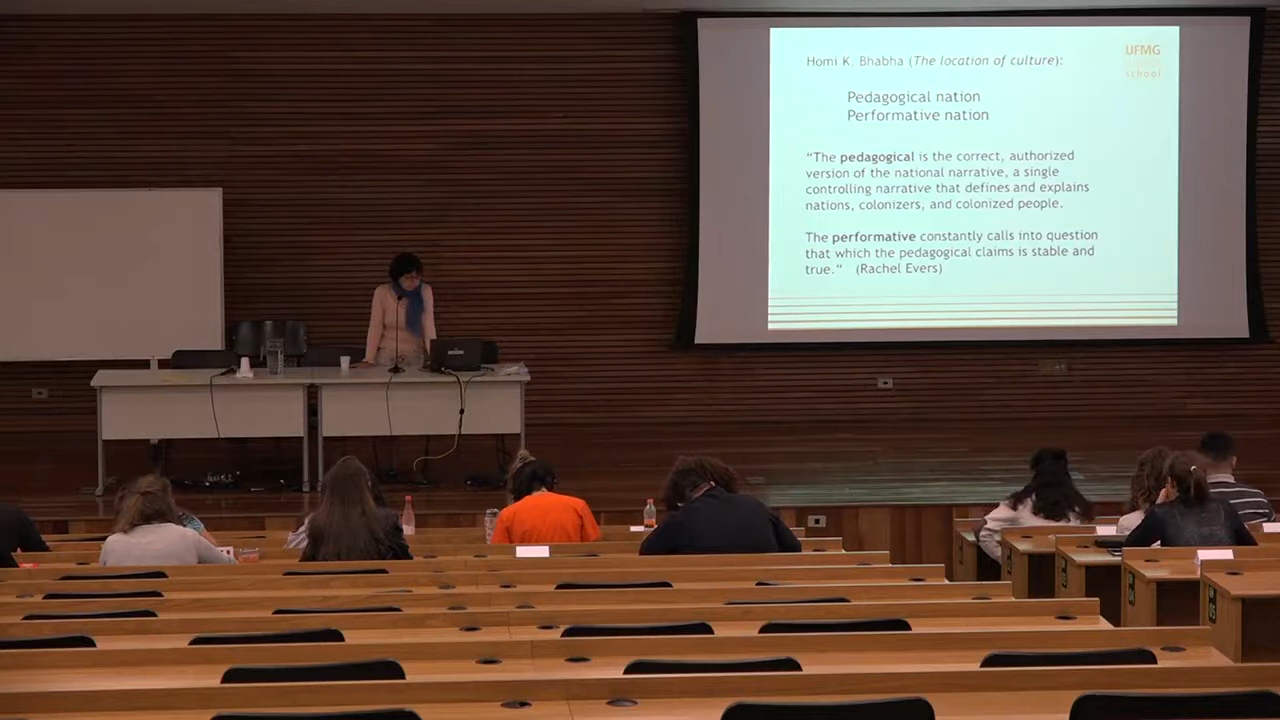 Homi K. Bhabha (The location of culture):
UFMG
school
Pedagogical nation
Performative nation
“The pedagogical is the correct, authorized
version of the national narrative, a single
controlling narrative that defines and explains
nations, colonizers, and colonized people.
The performative constantly calls into question
that which the pedagogical claims is stable and
true.” (Rachel Evers)